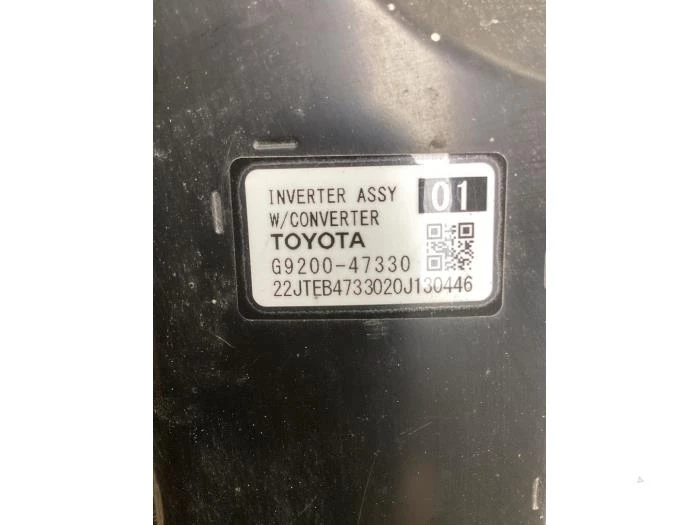 INVERTER ASSY 01
W/CONVERTER
TOYOTA
G9200-47330
22JTEB4733020J130446